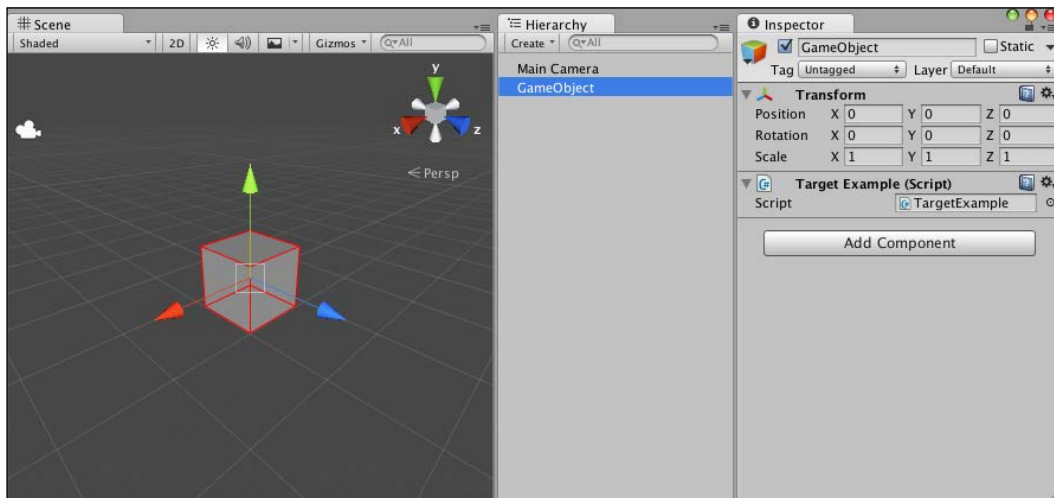 Scene
Shaded
2D
Gizmos
All
y
x
z
Persp
Hierarchy
Create
All
Main Camera
GameObject
Inspector
GameObject
Static
Tag Untagged Layer Default
Transform
Position X 0 Y 0 Z 0
Rotation X 0 Y 0 Z 0
Scale X 1 Y 1 Z 1
C# Target Example (Script)
Script C# TargetExample
Add Component